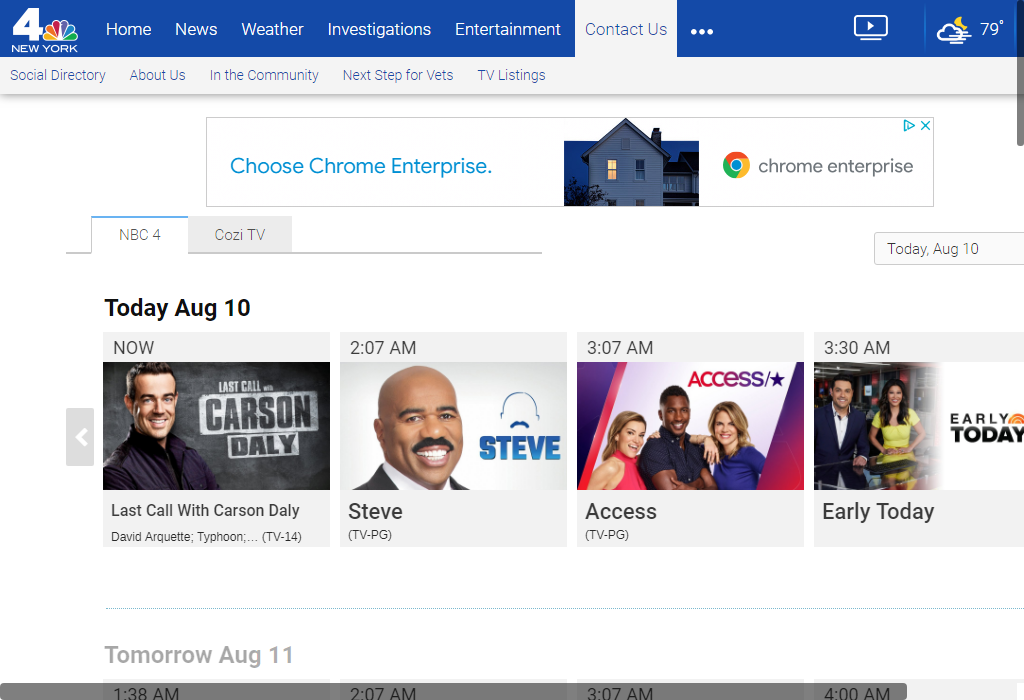 4
NEW YORK
Home
News
Weather
Investigations
Entertainment
Contact Us
79°
Social Directory
About Us
In the Community
Next Step for Vets
TV Listings
Choose Chrome Enterprise.
chrome enterprise
NBC 4
Cozi TV
Today, Aug 10
Today Aug 10
NOW
2:07 AM
3:07 AM
3:30 AM
LAST CALL WITH
CARSON
DALY
STEVE
ACCESS/★
EARLY
TODAY
Last Call With Carson Daly
David Arquette; Typhoon;... (TV-14)
Steve
(TV-PG)
Access
(TV-PG)
Early Today
Tomorrow Aug 11
1:38 AM
2:07 AM
3:07 AM
4:00 AM